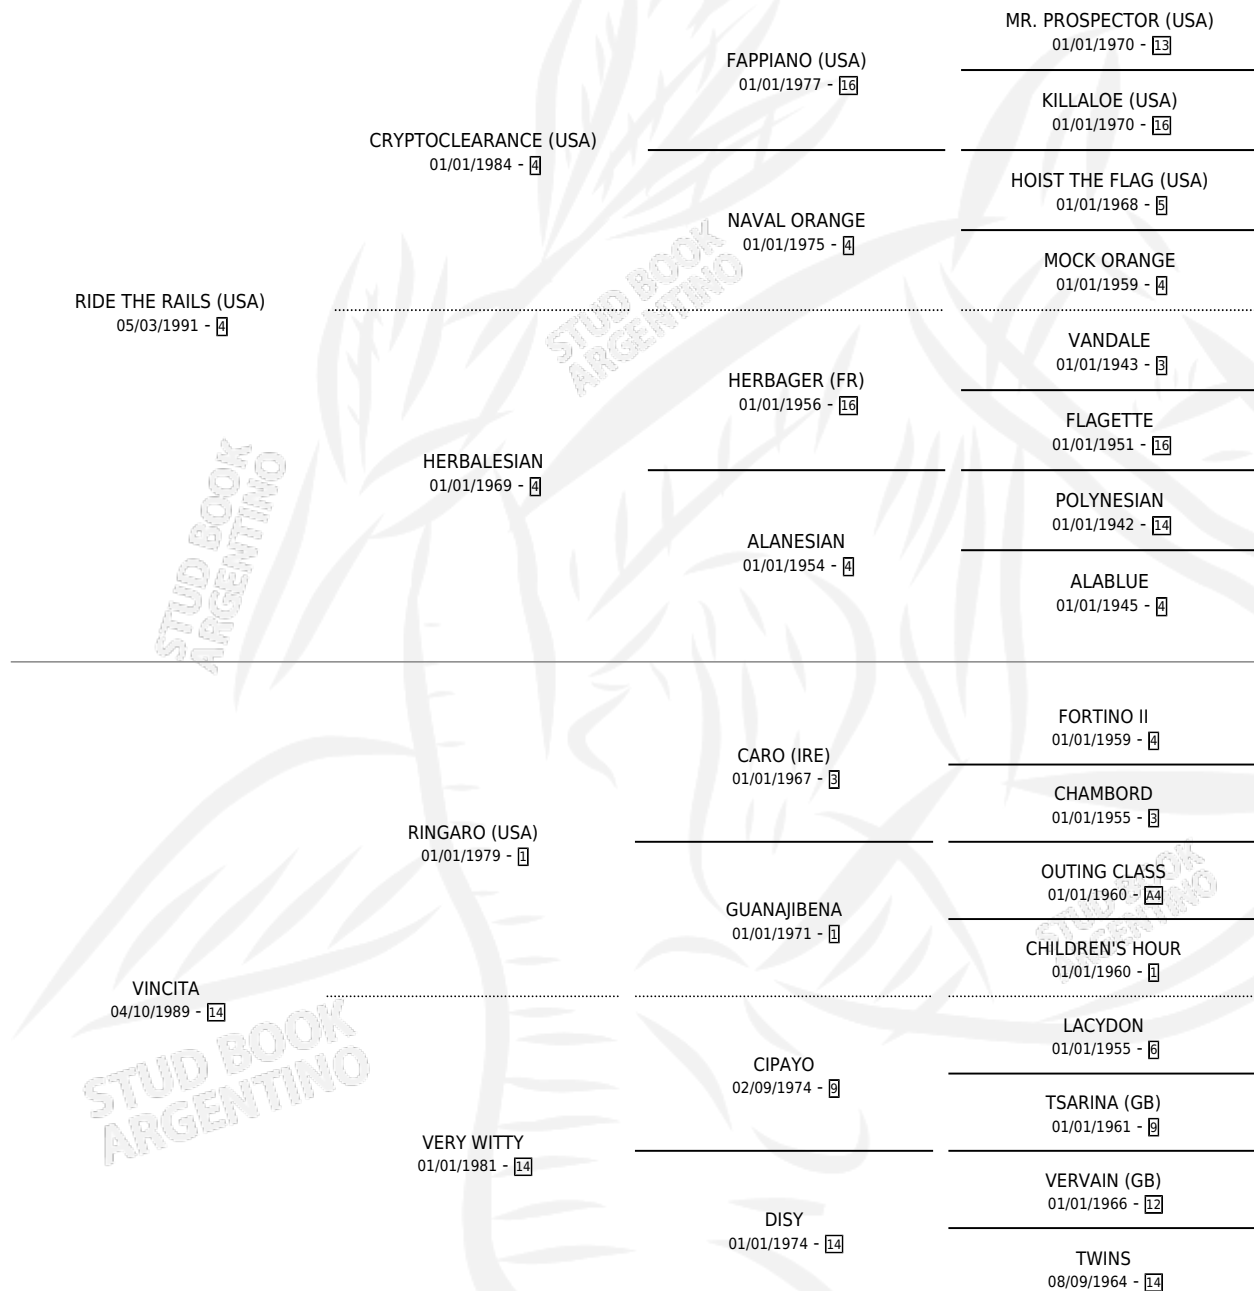 MR. PROSPECTOR (USA)
01/01/1970 - 13
FAPPIANO (USA)
01/01/1977 - 16
KILLALOE (USA)
01/01/1970 - 16
CRYPTOCLEARANCE (USA)
01/01/1984 - 4
HOIST THE FLAG (USA)
01/01/1968 - 5
NAVAL ORANGE
01/01/1975 - 4
MOCK ORANGE
01/01/1959 - 4
RIDE THE RAILS (USA)
05/03/1991 - 4
VANDALE
01/01/1943 - 3
HERBAGER (FR)
01/01/1956 - 16
FLAGETTE
01/01/1951 - 16
HERBALESIAN
01/01/1969 - 4
POLYNESIAN
01/01/1942 - 14
ALANESIAN
01/01/1954 - 4
ALABLUE
01/01/1945 - 4
STUD BOOK
ARGENTINO
STUD BOOK
ARGENTINO
FORTINO II
01/01/1959 - 4
CARO (IRE)
01/01/1967 - 3
CHAMBORD
01/01/1955 - 3
RINGARO (USA)
01/01/1979 - 1
OUTING CLASS
01/01/1960 - A4
GUANAJIBENA
01/01/1971 - 1
CHILDREN'S HOUR
01/01/1960 - 1
VINCITA
04/10/1989 - 14
LACYDON
01/01/1955 - 6
CIPAYO
02/09/1974 - 9
TSARINA (GB)
01/01/1961 - 9
VERY WITTY
01/01/1981 - 14
VERVAIN (GB)
01/01/1966 - 12
DISY
01/01/1974 - 14
TWINS
08/09/1964 - 14
STUD BOOK
ARGENTINO
STUD BOOK
ARGENTINO